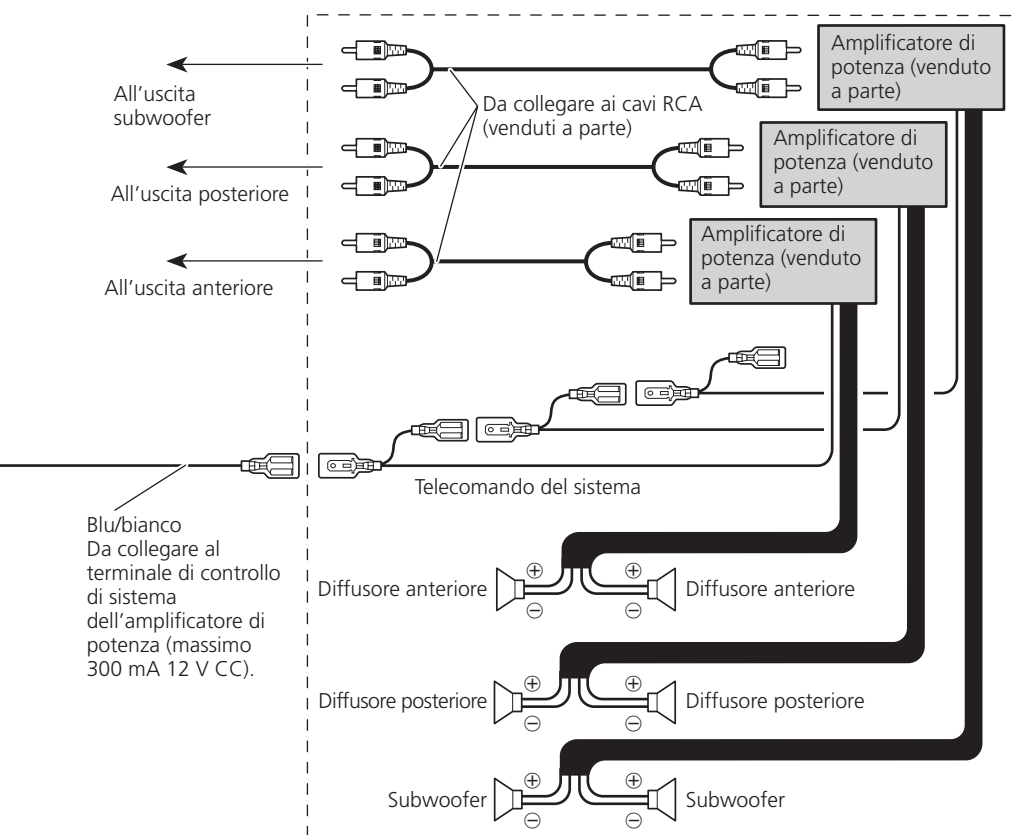 Amplificatore di
potenza (venduto
a parte)
All'uscita
subwoofer
Da collegare ai cavi RCA
(venduti a parte)
Amplificatore di
potenza (venduto
a parte)
All'uscita posteriore
Amplificatore di
potenza (venduto
a parte)
All'uscita anteriore
Telecomando del sistema
Blu/bianco
Da collegare al
terminale di controllo
di sistema
dell'amplificatore di
potenza (massimo
300 mA 12 V CC).
Diffusore anteriore
⊕
⊖
⊕
⊖
Diffusore anteriore
Diffusore posteriore
⊕
⊖
⊕
⊖
Diffusore posteriore
Subwoofer
⊕
⊖
⊕
⊖
Subwoofer